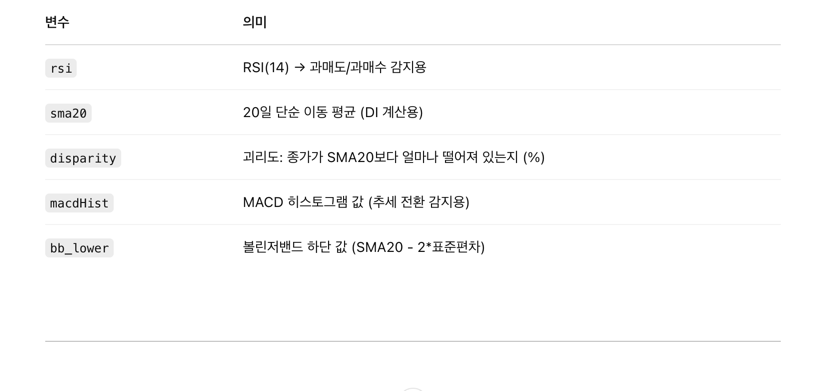 변수 의미
rsi RSI(14) → 과매도/과매수 감지용
sma20 20일 단순 이동 평균 (DI 계산용)
disparity 괴리도: 종가가 SMA20보다 얼마나 떨어져 있는지 (%)
macdHist MACD 히스토그램 값 (추세 전환 감지용)
bb_lower 볼린저밴드 하단 값 (SMA20 - 2*표준편차)